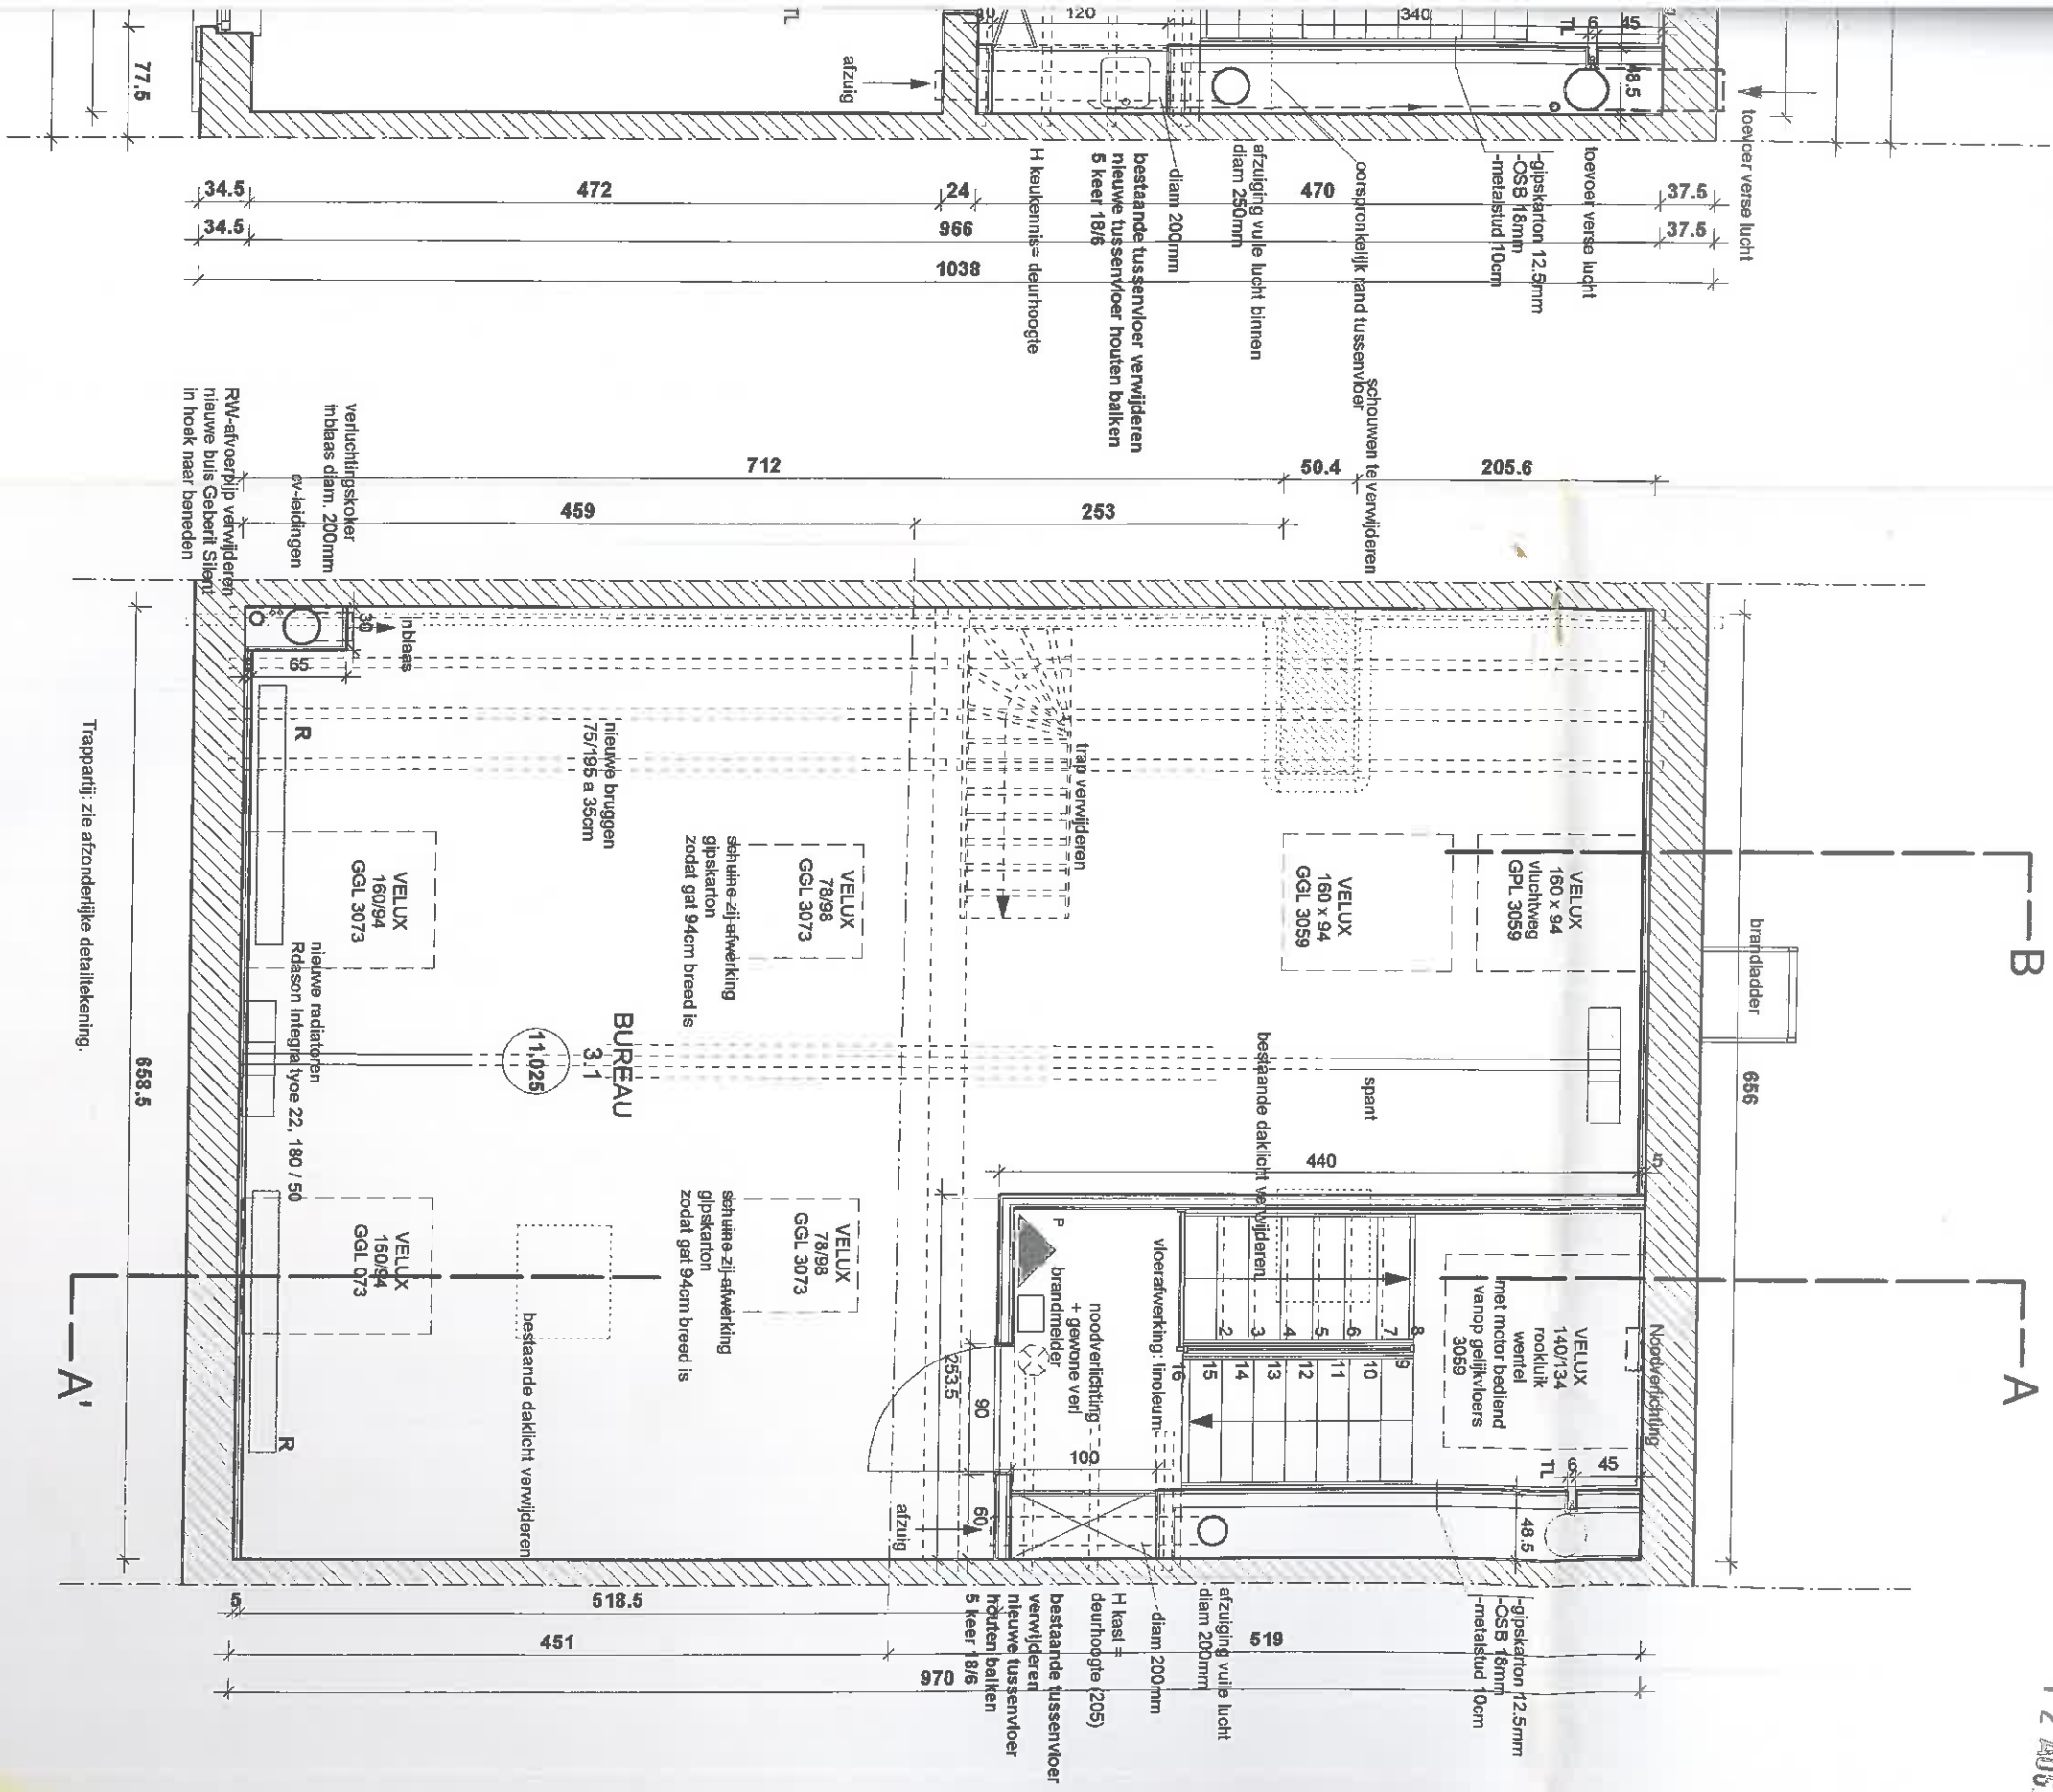 TL
10
120
340
TL
6
45
48.5
77.5
afzuig
toevoer verse lucht
H keukennis= deurhoogte
bestaande tussenvloer verwijderen
nieuwe tussenvloer houten balken
5 keer 18/6
diam 200mm
afzuiging vuile lucht binnen
diam 250mm
oorspronkelijk rand tussenvloer
-gipskarton 12.5mm
-OSB 18mm
-metalstud 10cm
toevoer verse lucht
34.5
472
24
470
37.5
34.5
966
37.5
1038
schouwen te verwijderen
712
50.4
205.6
459
253
verluchtingskoker
inblaas diam. 200mm
cv-leidingen
RW-afvoerpijp verwijderen
nieuwe buis Geberit Silent
in hoek naar beneden
30
inblaas
65
R
nieuwe bruggen
75/195 a 35cm
trap verwijderen
VELUX
160/94
GGL 3073
schuine zij-afwerking
gipskarton
zodat gat 94cm breed is
VELUX
78/98
GGL 3073
VELUX
160 x 94
GGL 3059
VELUX
160 x 94
vluchtweg
GPL 3059
B
brandladder
656
Trappartij: zie afzonderlijke detailtekening.
658.5
nieuwe radiatoren
Rdason Integra tyoe 22, 180 / 50
11,025
BUREAU
3.1
bestaande daklicht verwijderen
spant
440
5
VELUX
160/94
GGL 073
schuine zij-afwerking
gipskarton
zodat gat 94cm breed is
VELUX
78/98
GGL 3073
P
brandmelder
noodverlichting
+ gewone verl
vloerafwerking: linoleum
2
3
4
5
6
7
8
9
10
11
12
13
14
15
16
VELUX
140/134
rookluik
wentel
met motor bediend
vanop gelijkvloers
3059
Noodverlichting
A
A'
bestaande daklicht verwijderen
253.5
90
100
60
R
afzuig
TL
6
45
48.5
5
518.5
451
519
970
bestaande tussenvloer
verwijderen
nieuwe tussenvloer
houten balken
5 keer 18/6
H kast =
deurhoogte (205)
diam 200mm
afzuiging vuile lucht
diam 200mm
-gipskarton 12.5mm
-OSB 18mm
-metalstud 10cm